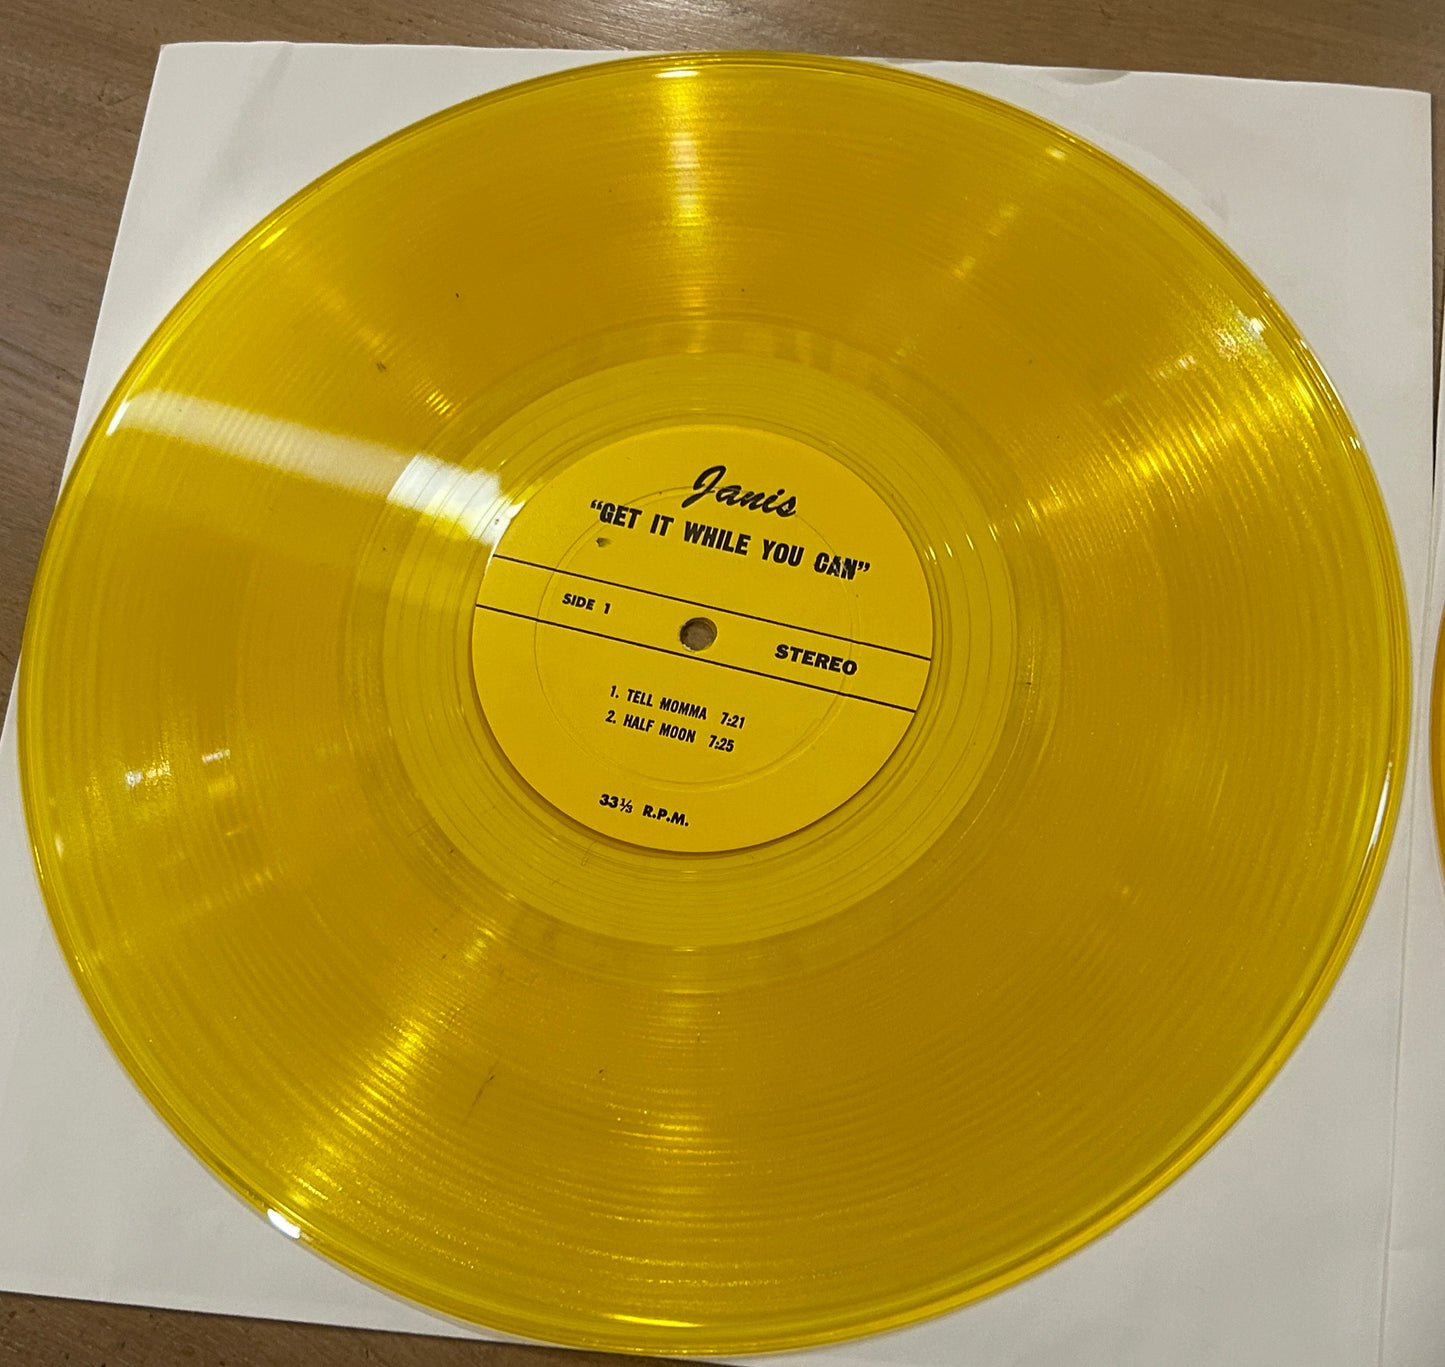 Janis
“GET IT WHILE YOU CAN”
SIDE 1
STEREO
1. TELL MOMMA 7:21
2. HALF MOON 7:25
33⅓ R.P.M.